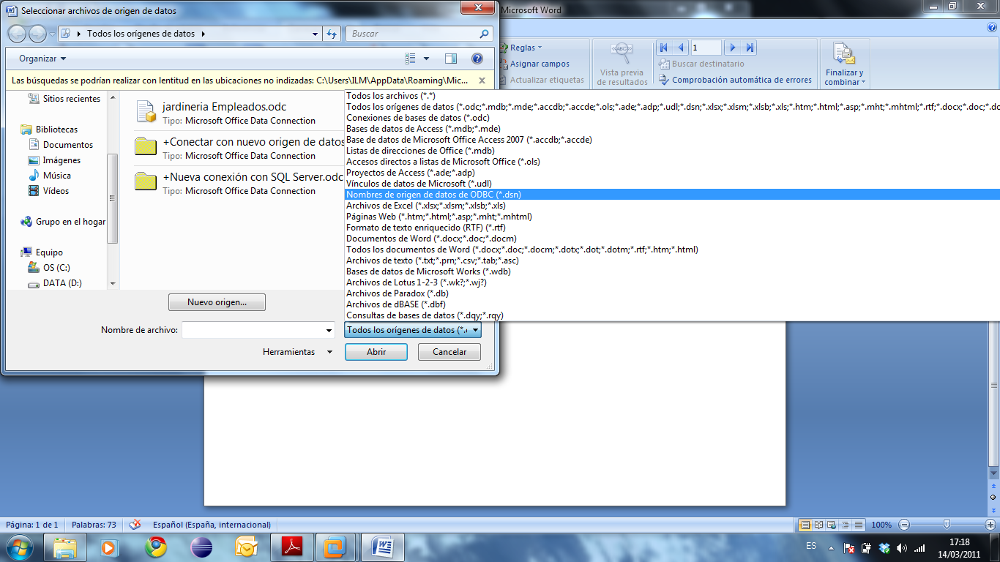 Seleccionar archivos de origen de datos
Microsoft Word
Todos los orígenes de datos
Buscar
Organizar
Las búsquedas se podrían realizar con lentitud en las ubicaciones no indizadas: C:\Users\ILM\AppData\Roaming\Mic...
Sitios recientes
Bibliotecas
Documentos
Imágenes
Música
Vídeos
Grupo en el hogar
Equipo
OS (C:)
DATA (D:)
jardineria Empleados.odc
Tipo: Microsoft Office Data Connection
+Conectar con nuevo origen de datos
Tipo: Microsoft Office Data Connection
+Nueva conexión con SQL Server.odc
Tipo: Microsoft Office Data Connection
Reglas
Asignar campos
Actualizar etiquetas
<ABC>
Vista previa
de resultados
1
Buscar destinatario
Comprobación automática de errores
Finalizar y
combinar
Todos los archivos (*.*)
Todos los orígenes de datos (*.odc;*.mdb;*.mde;*.accdb;*.accde;*.ols;*.ade;*.adp;*.udl;*.dsn;*.xlsx;*.xlsm;*.xlsb;*.xls;*.htm;*.html;*.asp;*.mht;*.mhtml;*.rtf;*.docx;*.doc;*.do
Conexiones de bases de datos (*.odc)
Bases de datos de Access (*.mdb;*.mde)
Base de datos de Microsoft Office Access 2007 (*.accdb;*.accde)
Listas de direcciones de Office (*.mdb)
Accesos directos a listas de Microsoft Office (*.ols)
Proyectos de Access (*.ade;*.adp)
Vínculos de datos de Microsoft (*.udl)
Nombres de origen de datos de ODBC (*.dsn)
Archivos de Excel (*.xlsx;*.xlsm;*.xlsb;*.xls)
Páginas Web (*.htm;*.html;*.asp;*.mht;*.mhtml)
Formato de texto enriquecido (RTF) (*.rtf)
Documentos de Word (*.docx;*.doc;*.docm)
Todos los documentos de Word (*.docx;*.doc;*.docm;*.dotx;*.dot;*.dotm;*.rtf;*.htm;*.html)
Archivos de texto (*.txt;*.prn;*.csv;*.tab;*.asc)
Bases de datos de Microsoft Works (*.wdb)
Archivos de Lotus 1-2-3 (*.wk?;*.wj?)
Archivos de Paradox (*.db)
Archivos de dBASE (*.dbf)
Consultas de bases de datos (*.dqy;*.rqy)
Nuevo origen...
Nombre de archivo:
Todos los orígenes de datos (*.
Herramientas
Abrir
Cancelar
Página: 1 de 1
Palabras: 73
Español (España, internacional)
100%
ES
17:18
14/03/2011